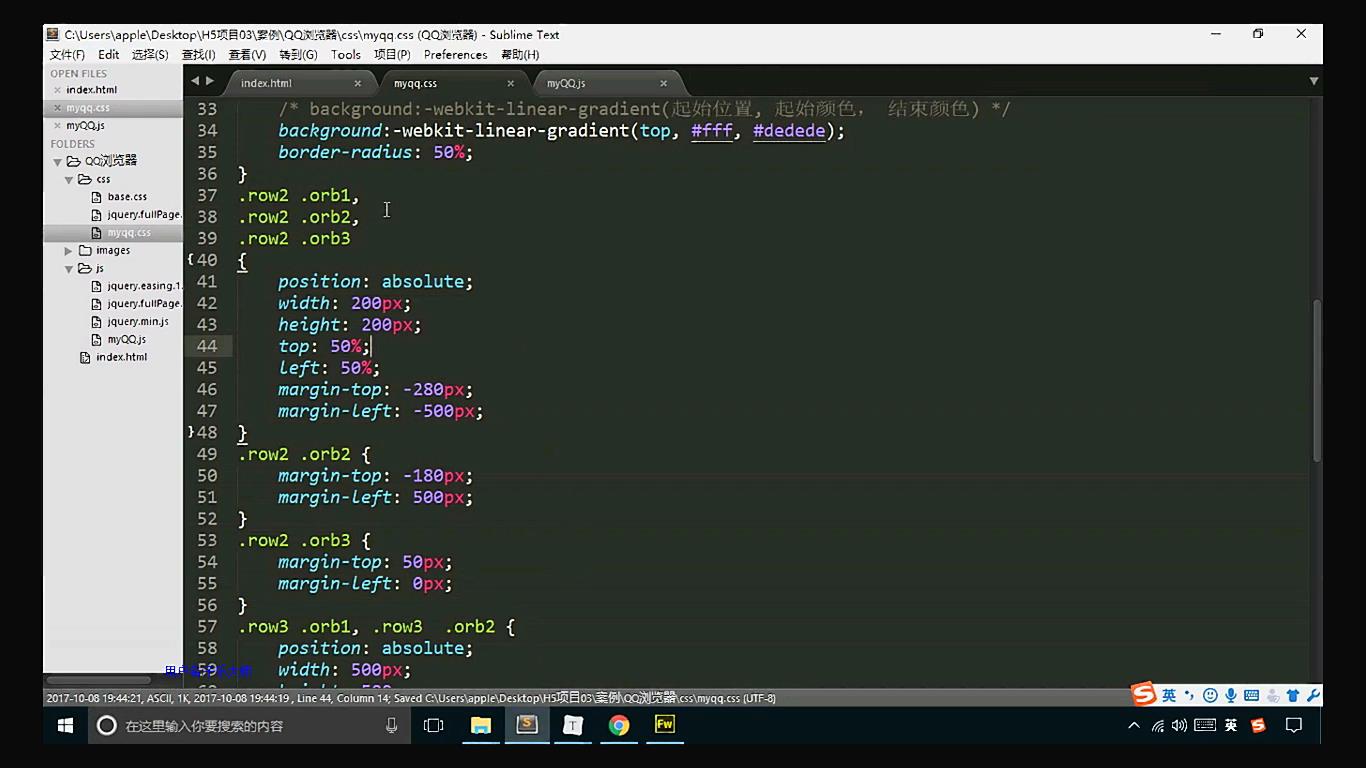 C:\Users\apple\Desktop\H5项目03\案例\QQ浏览器\css\myqq.css (QQ浏览器) - Sublime Text
文件(F) Edit 选择(S) 查找(I) 查看(V) 转到(G) Tools 项目(P) Preferences 帮助(H)
OPEN FILES
index.html
myqq.css
myQQ.js
FOLDERS
QQ浏览器
css
base.css
jquery.fullPage.
myqq.css
images
js
jquery.easing.1.
jquery.fullPage.
jquery.min.js
myQQ.js
index.html
index.html myqq.css myQQ.js
33 /* background:-webkit-linear-gradient(起始位置, 起始颜色, 结束颜色) */
34 background:-webkit-linear-gradient(top, #fff, #dedede);
35 border-radius: 50%;
36 }
37 .row2 .orb1,
38 .row2 .orb2,
39 .row2 .orb3
40 {
41 position: absolute;
42 width: 200px;
43 height: 200px;
44 top: 50%;
45 left: 50%;
46 margin-top: -280px;
47 margin-left: -500px;
48 }
49 .row2 .orb2 {
50 margin-top: -180px;
51 margin-left: 500px;
52 }
53 .row2 .orb3 {
54 margin-top: 50px;
55 margin-left: 0px;
56 }
57 .row3 .orb1, .row3 .orb2 {
58 position: absolute;
59 width: 500px;
2017-10-08 19:44:21, ASCII, 1k, 2017-10-08 19:44:19, Line 44, Column 14; Saved C:\Users\apple\Desktop\H5项目03\案例\QQ浏览器\css\myqq.css (UTF-8)
英
在这里输入你要搜索的内容
Fw
英